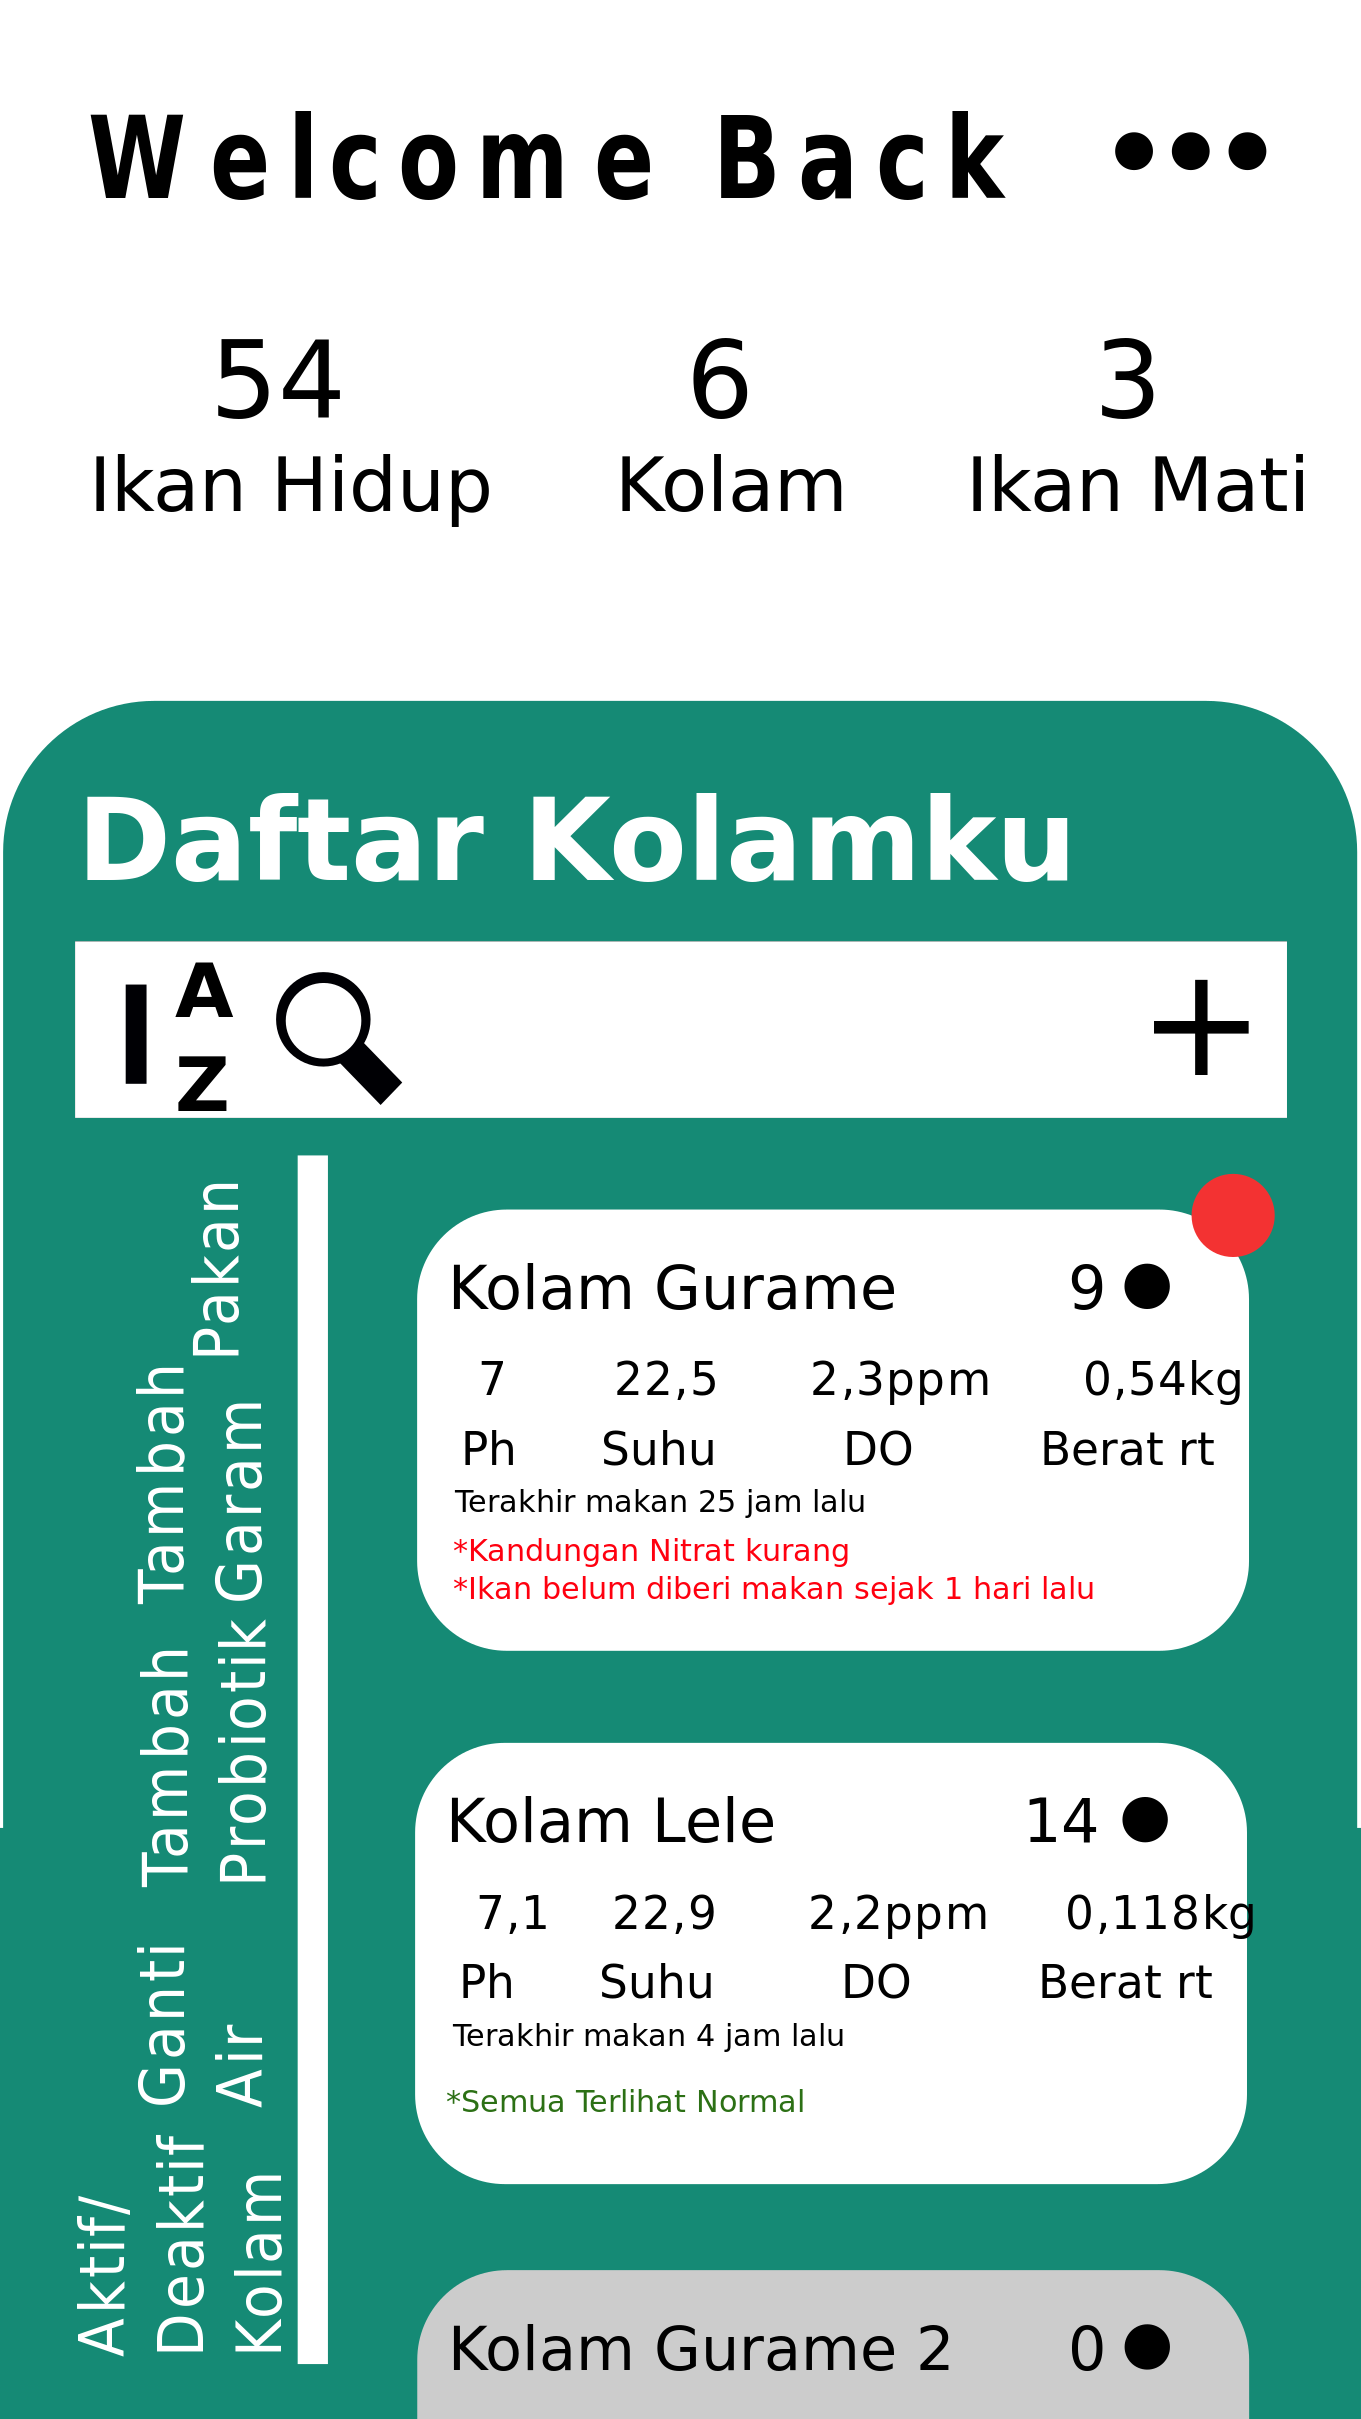 Welcome Back
54 6 3
Ikan Hidup Kolam Ikan Mati
Daftar Kolamku
A
Z
Pakan
Tambah
Garam
Tambah
Probiotik
Ganti
Air
Aktif/
Deaktif
Kolam
Kolam Gurame 9
7 22,5 2,3ppm 0,54kg
Ph Suhu DO Berat rt
Terakhir makan 25 jam lalu
*Kandungan Nitrat kurang
*Ikan belum diberi makan sejak 1 hari lalu
Kolam Lele 14
7,1 22,9 2,2ppm 0,118kg
Ph Suhu DO Berat rt
Terakhir makan 4 jam lalu
*Semua Terlihat Normal
Kolam Gurame 2 0